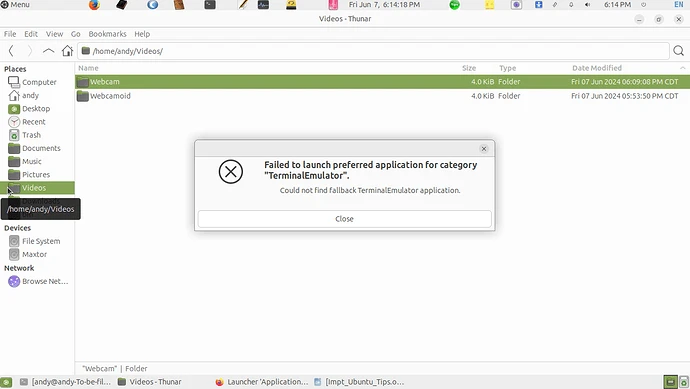 Menu
Fri Jun 7, 6:14:18 PM
6:14 PM
EN
Videos - Thunar
File Edit View Go Bookmarks Help
/home/andy/Videos/
Places
Computer
andy
Desktop
Recent
Trash
Documents
Music
Pictures
Videos
/home/andy/Videos
Devices
File System
Maxtor
Network
Browse Net...
Name Size Type Date Modified
Webcam 4.0 KiB Folder Fri 07 Jun 2024 06:09:08 PM CDT
Webcamoid 4.0 KiB Folder Fri 07 Jun 2024 05:53:50 PM CDT
Failed to launch preferred application for category
"TerminalEmulator".
Could not find fallback TerminalEmulator application.
Close
"Webcam" | Folder
[andy@andy-To-be-fil... Videos - Thunar Launcher 'Application... [Impt_Ubuntu_Tips.o...